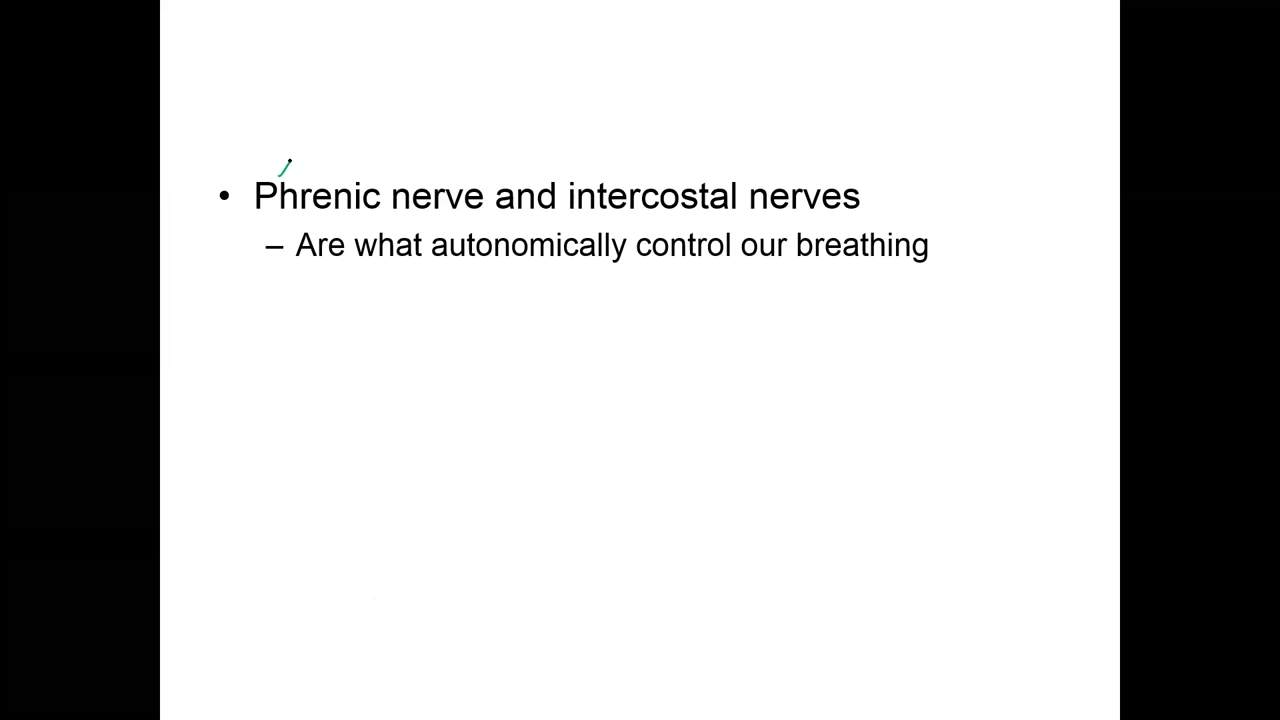 • Phrenic nerve and intercostal nerves
– Are what autonomically control our breathing